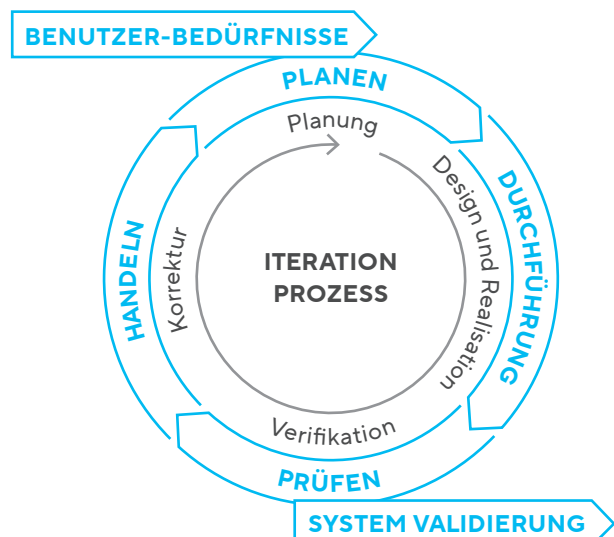 BENUTZER-BEDÜRFNISSE
PLANEN
Planung
DURCHFÜHRUNG
Design und Realisation
ITERATION
PROZESS
HANDELN
Korrektur
Verifikation
PRÜFEN
SYSTEM VALIDIERUNG